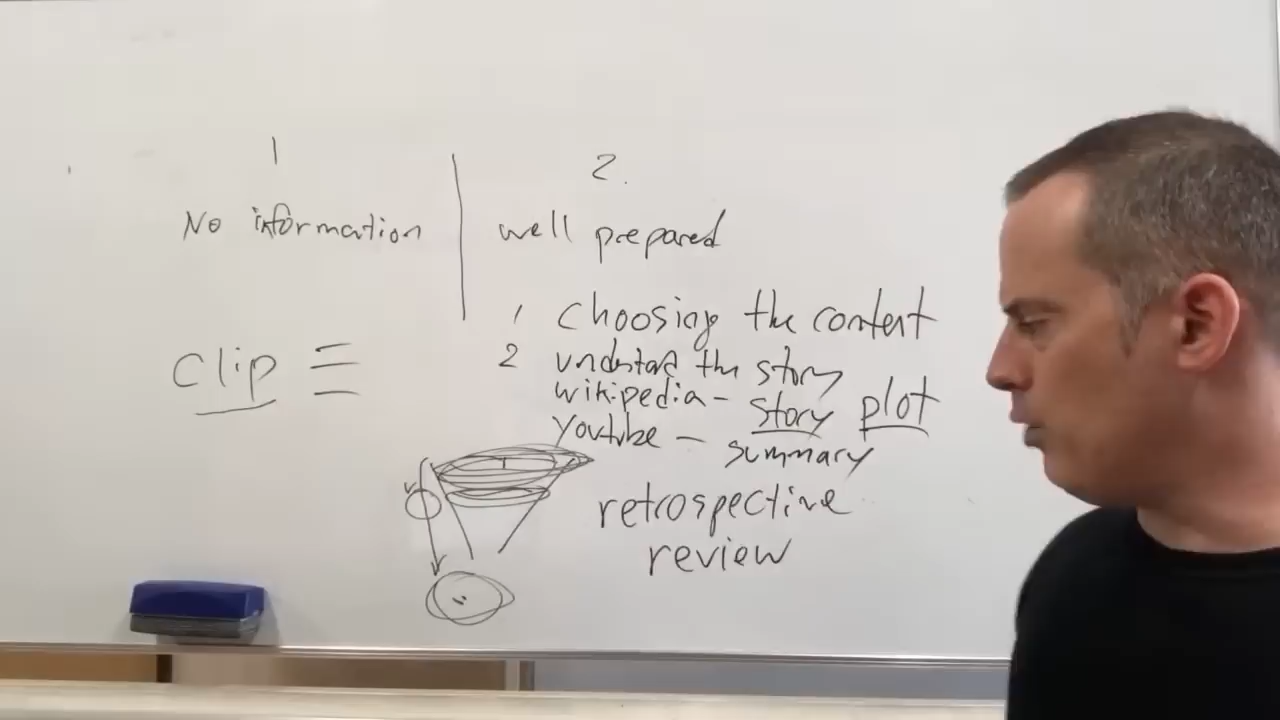 1
No information
clip
2.
well prepared
1 choosing the content
2 understand the story
wikipedia - story plot
youtube - summary
retrospective
review